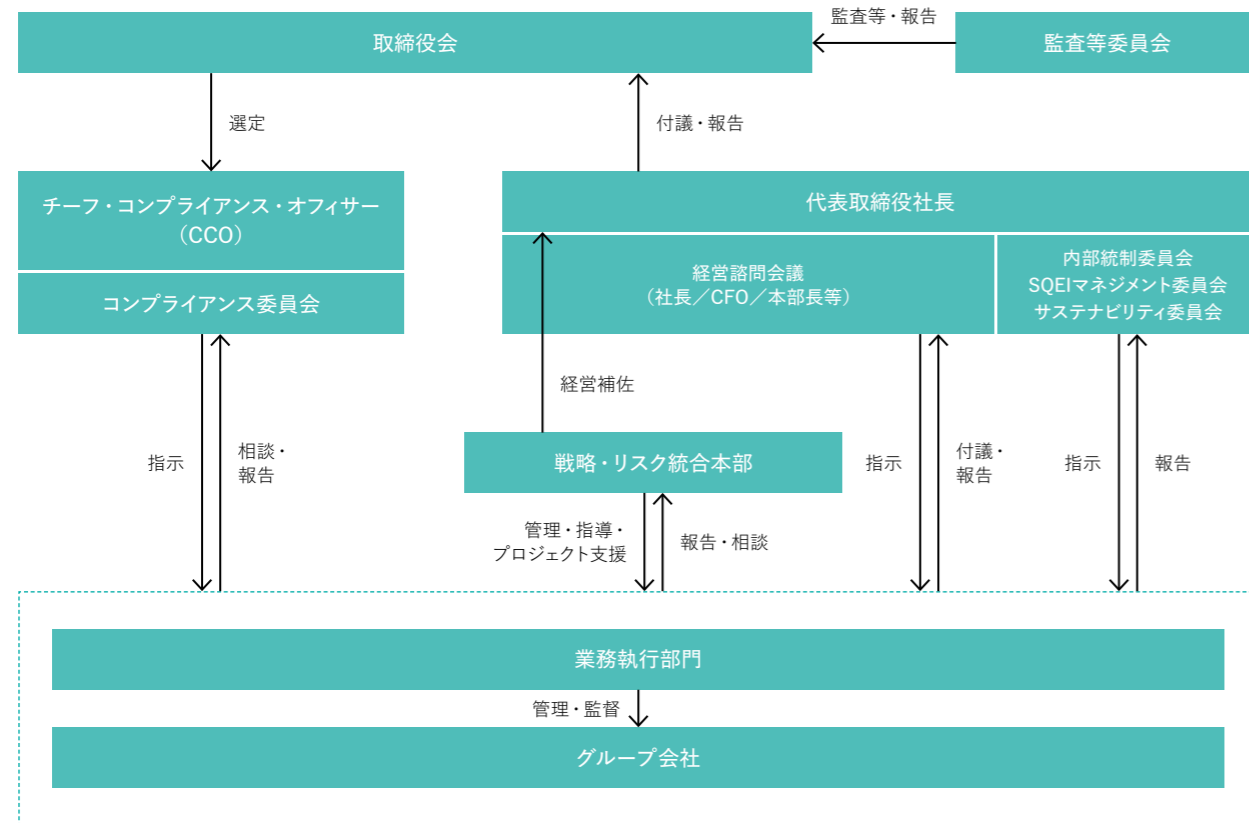 取締役会
監査等・報告
監査等委員会
選定
付議・報告
チーフ・コンプライアンス・オフィサー
（CCO）
コンプライアンス委員会
代表取締役社長
経営諮問会議
（社長／CFO／本部長等）
内部統制委員会
SQEIマネジメント委員会
サステナビリティ委員会
経営補佐
指示
相談・
報告
戦略・リスク統合本部
指示
付議・
報告
指示
報告
管理・指導・
プロジェクト支援
報告・相談
業務執行部門
管理・監督
グループ会社